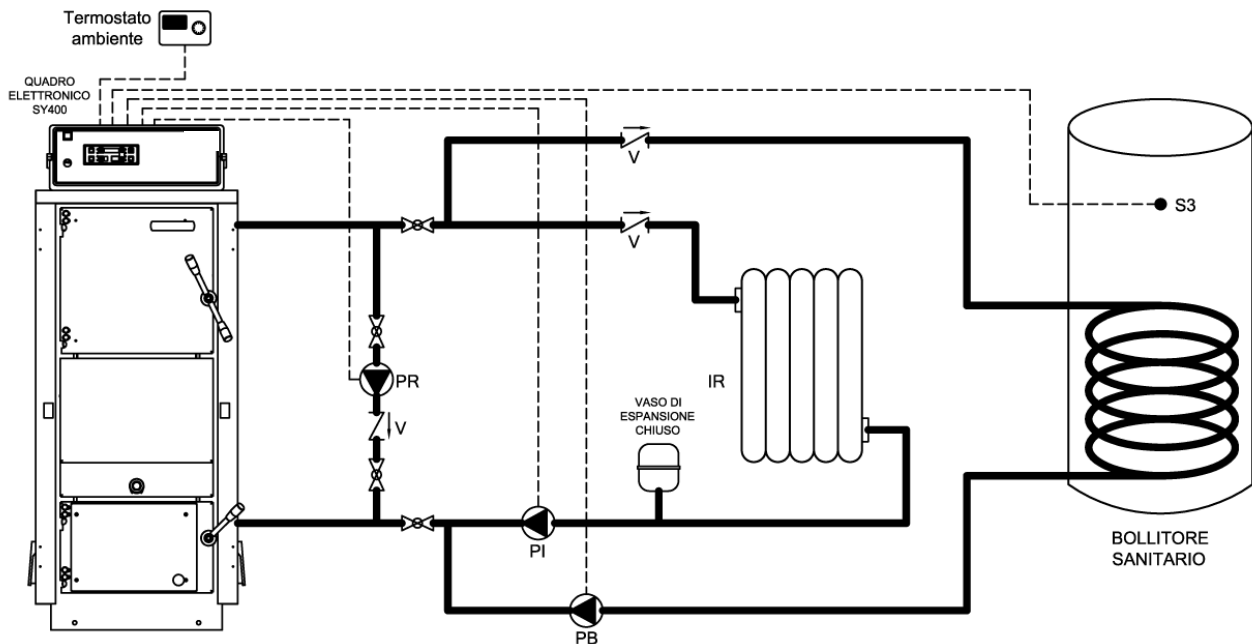 Termostato
ambiente
QUADRO
ELETTRONICO
SY400
V
V
S3
PR
V
IR
VASO DI
ESPANSIONE
CHIUSO
PI
PB
BOLLITORE
SANITARIO